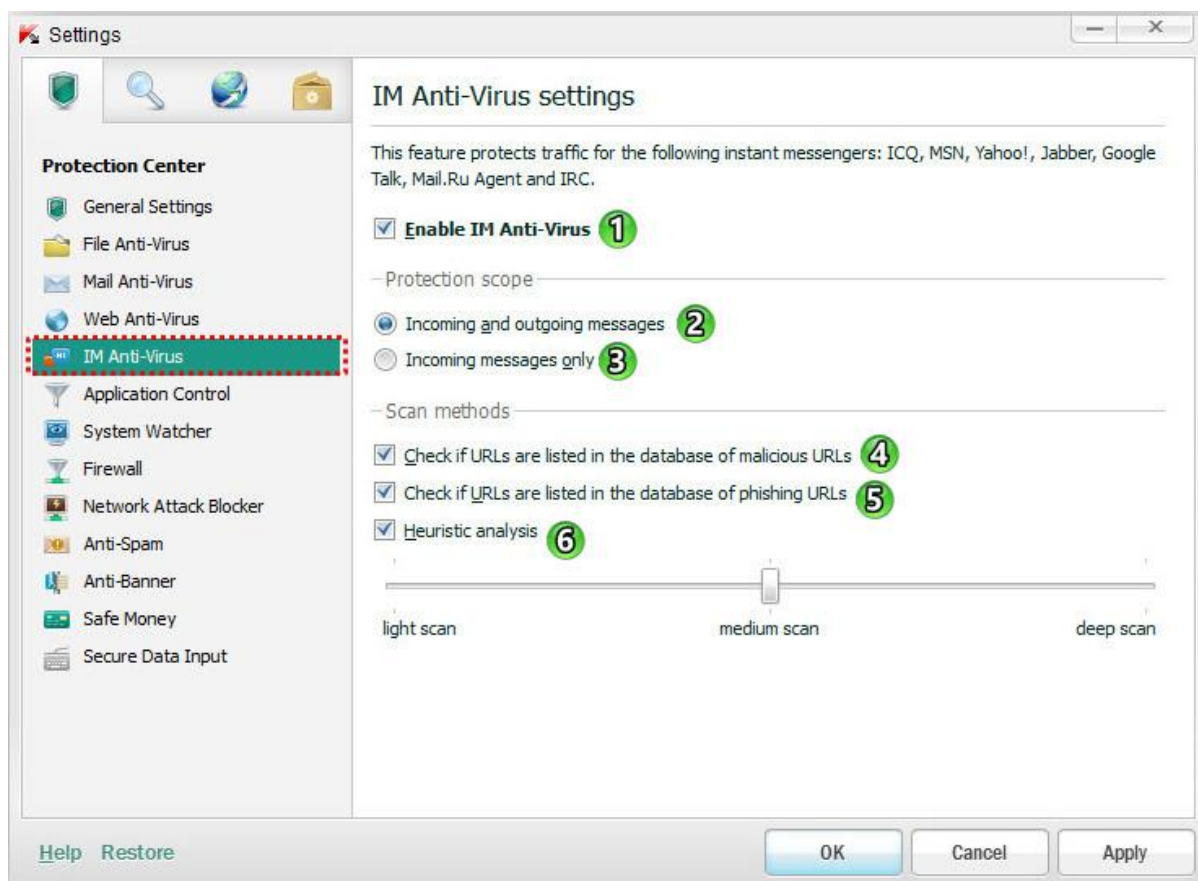 Settings
IM Anti-Virus settings
Protection Center
General Settings
File Anti-Virus
Mail Anti-Virus
Web Anti-Virus
IM Anti-Virus
Application Control
System Watcher
Firewall
Network Attack Blocker
Anti-Spam
Anti-Banner
Safe Money
Secure Data Input
This feature protects traffic for the following instant messengers: ICQ, MSN, Yahoo!, Jabber, Google
Talk, Mail.Ru Agent and IRC.
Enable IM Anti-Virus 1
Protection scope
Incoming and outgoing messages 2
Incoming messages only 3
Scan methods
Check if URLs are listed in the database of malicious URLs 4
Check if URLs are listed in the database of phishing URLs 5
Heuristic analysis 6
light scan medium scan deep scan
Help Restore OK Cancel Apply